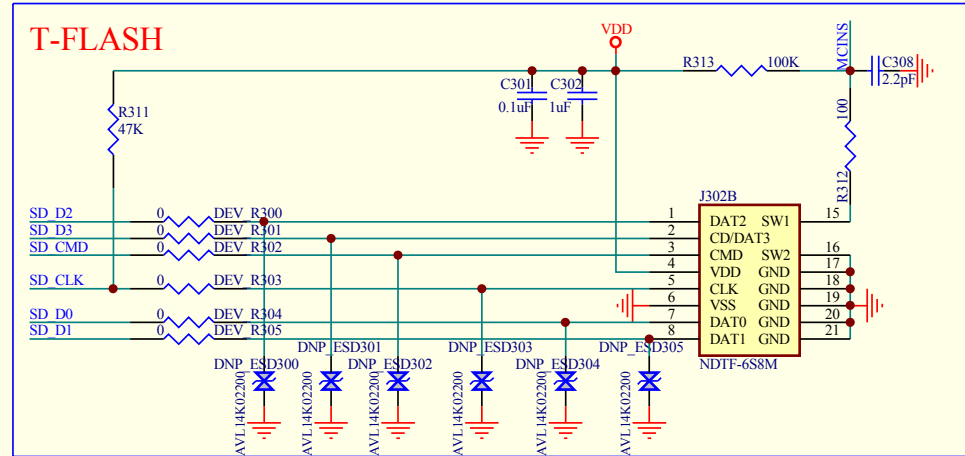 T-FLASH
VDD
MCINS
R313
100K
C308
2.2pF
C301
0.1uF
C302
1uF
R311
47K
100
R312
J302B
SD_D2
0
DEV_R300
1
DAT2
SW1
15
SD_D3
0
DEV_R301
2
CD/DAT3
SD_CMD
0
DEV_R302
3
CMD
SW2
16
4
VDD
GND
17
SD_CLK
0
DEV_R303
5
CLK
GND
18
6
VSS
GND
19
SD_D0
0
DEV_R304
7
DAT0
GND
20
SD_D1
0
DEV_R305
8
DAT1
GND
21
NDTF-6S8M
DNP_ESD300
DNP_ESD301
DNP_ESD302
DNP_ESD303
DNP_ESD304
DNP_ESD305
AVL14K02200
AVL14K02200
AVL14K02200
AVL14K02200
AVL14K02200
AVL14K02200